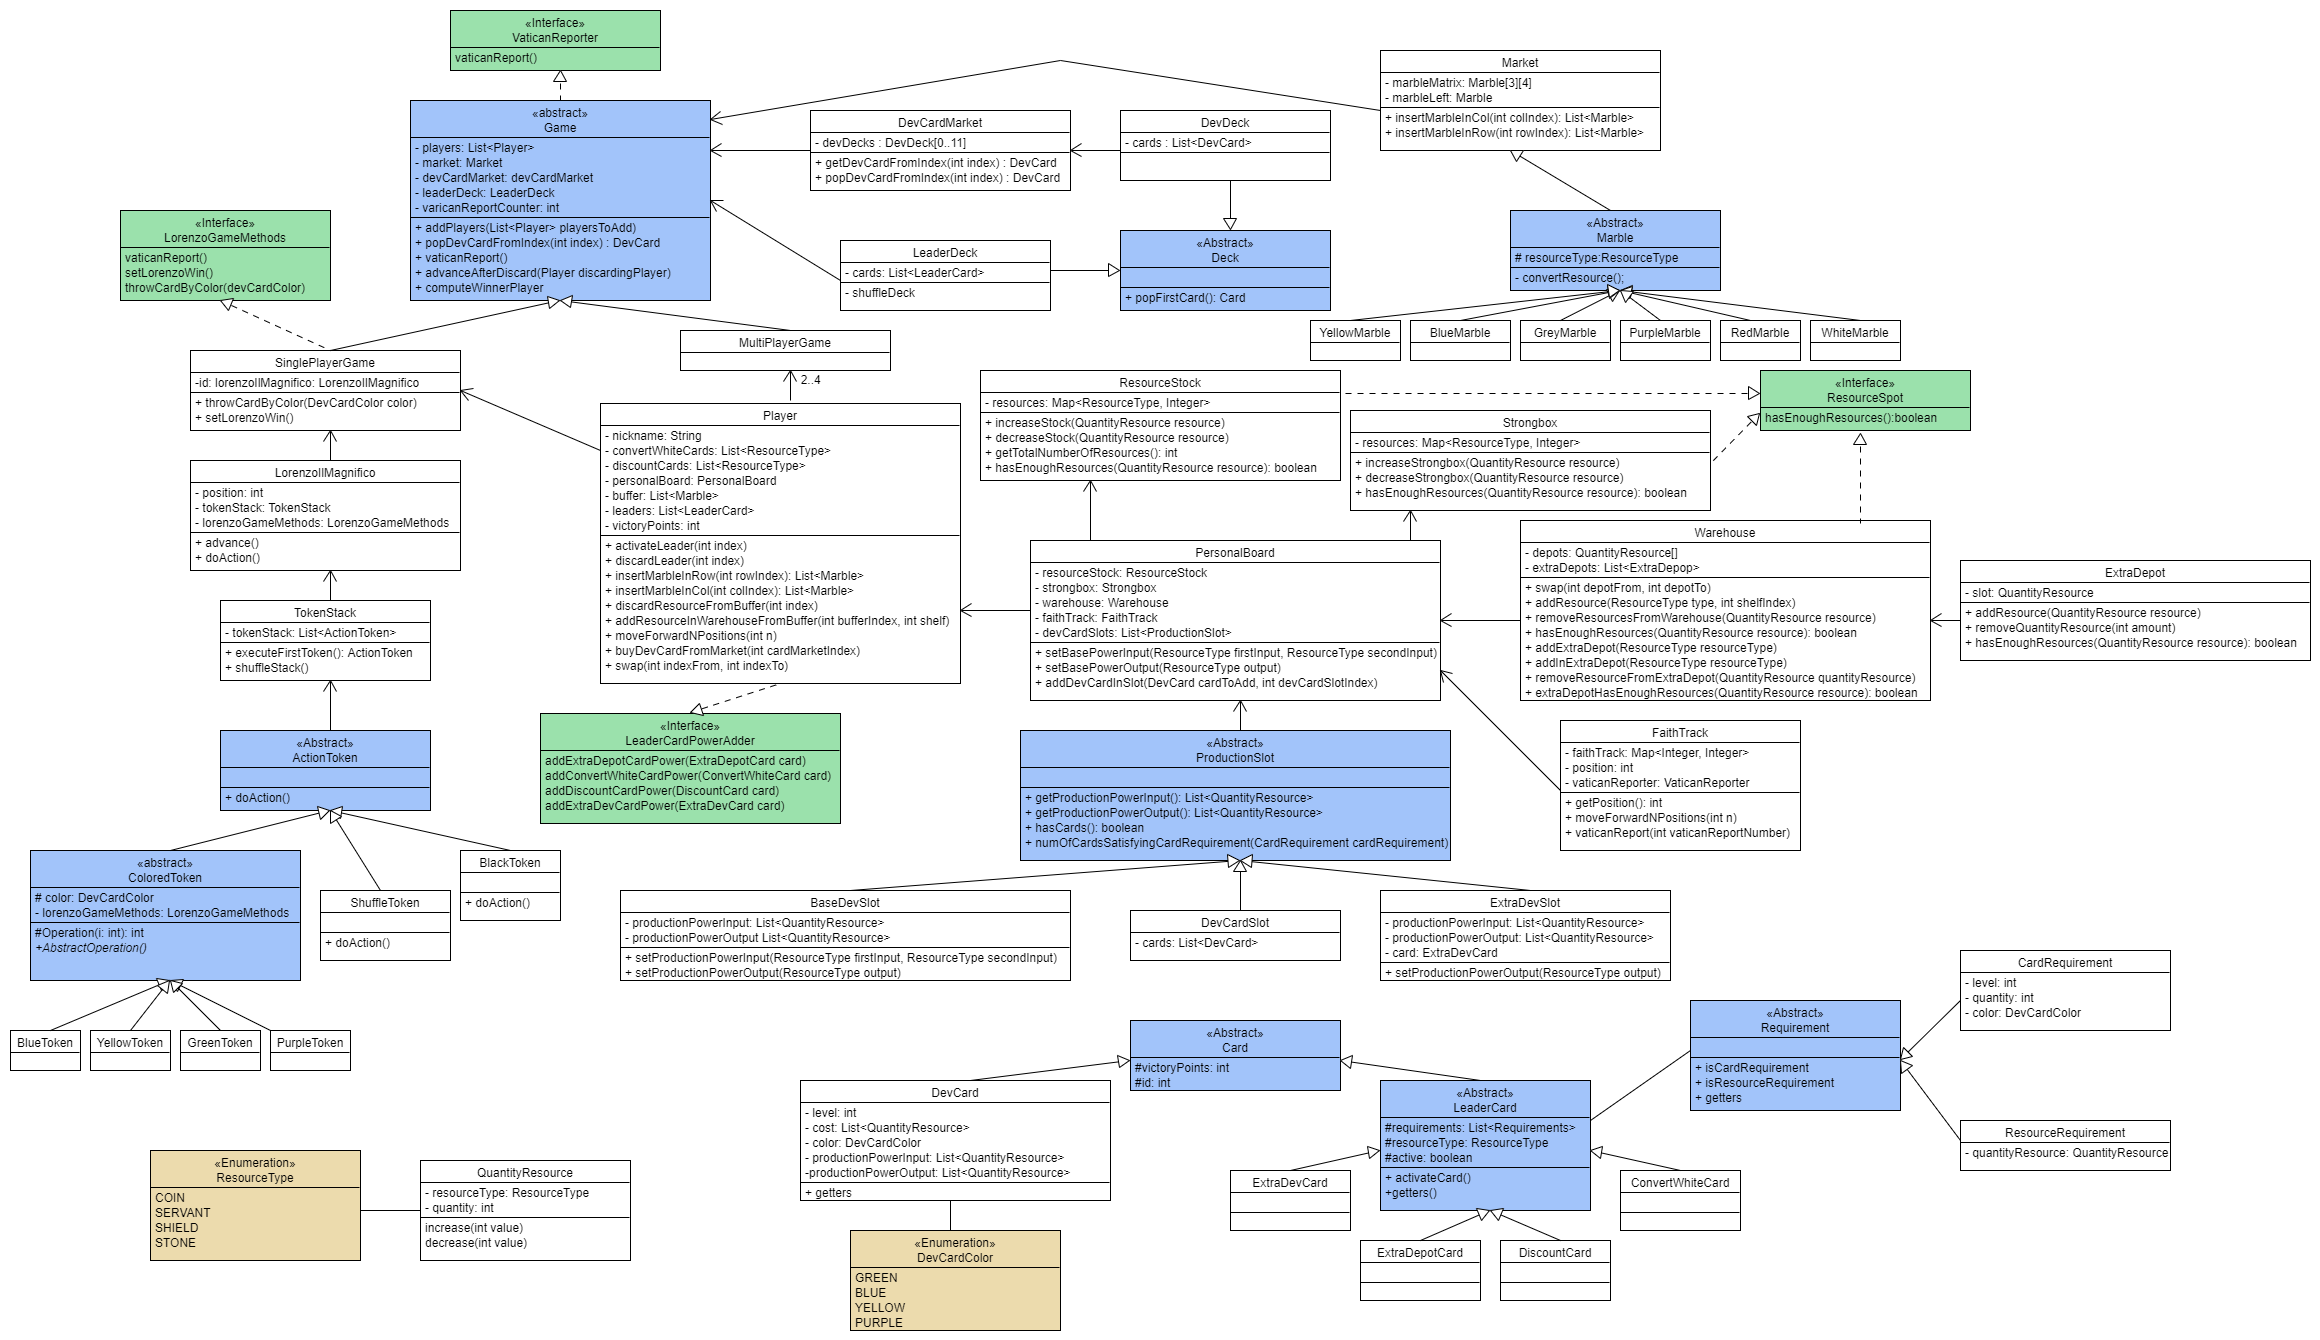 «Interface»
VaticanReporter
vaticanReport()
«abstract»
Game
- players: List<Player>
- market: Market
- devCardMarket: devCardMarket
- leaderDeck: LeaderDeck
- varicanReportCounter: int
+ addPlayers(List<Player> playersToAdd)
+ popDevCardFromIndex(int index) : DevCard
+ vaticanReport()
+ advanceAfterDiscard(Player discardingPlayer)
+ computeWinnerPlayer
DevCardMarket
- devDecks : DevDeck[0..11]
+ getDevCardFromIndex(int index) : DevCard
+ popDevCardFromIndex(int index) : DevCard
DevDeck
- cards : List<DevCard>
Market
- marbleMatrix: Marble[3][4]
- marbleLeft: Marble
+ insertMarbleInCol(int colIndex): List<Marble>
+ insertMarbleInRow(int rowIndex): List<Marble>
«Interface»
LorenzoGameMethods
vaticanReport()
setLorenzoWin()
throwCardByColor(devCardColor)
LeaderDeck
- cards: List<LeaderCard>
- shuffleDeck
«Abstract»
Deck
+ popFirstCard(): Card
«Abstract»
Marble
# resourceType:ResourceType
- convertResource();
YellowMarble
BlueMarble
GreyMarble
PurpleMarble
RedMarble
WhiteMarble
SinglePlayerGame
-id: lorenzoIlMagnifico: LorenzoIlMagnifico
+ throwCardByColor(DevCardColor color)
+ setLorenzoWin()
MultiPlayerGame
2..4
LorenzoIlMagnifico
- position: int
- tokenStack: TokenStack
- lorenzoGameMethods: LorenzoGameMethods
+ advance()
+ doAction()
Player
- nickname: String
- convertWhiteCards: List<ResourceType>
- discountCards: List<ResourceType>
- personalBoard: PersonalBoard
- buffer: List<Marble>
- leaders: List<LeaderCard>
- victoryPoints: int
+ activateLeader(int index)
+ discardLeader(int index)
+ insertMarbleInRow(int rowIndex): List<Marble>
+ insertMarbleInCol(int colIndex): List<Marble>
+ discardResourceFromBuffer(int index)
+ addResourceInWarehouseFromBuffer(int bufferIndex, int shelf)
+ moveForwardNPositions(int n)
+ buyDevCardFromMarket(int cardMarketIndex)
+ swap(int indexFrom, int indexTo)
ResourceStock
- resources: Map<ResourceType, Integer>
+ increaseStock(QuantityResource resource)
+ decreaseStock(QuantityResource resource)
+ getTotalNumberOfResources(): int
+ hasEnoughResources(QuantityResource resource): boolean
Strongbox
- resources: Map<ResourceType, Integer>
+ increaseStrongbox(QuantityResource resource)
+ decreaseStrongbox(QuantityResource resource)
+ hasEnoughResources(QuantityResource resource): boolean
«Interface»
ResourceSpot
hasEnoughResources():boolean
PersonalBoard
- resourceStock: ResourceStock
- strongbox: Strongbox
- warehouse: Warehouse
- faithTrack: FaithTrack
- devCardSlots: List<ProductionSlot>
+ setBasePowerInput(ResourceType firstInput, ResourceType secondInput)
+ setBasePowerOutput(ResourceType output)
+ addDevCardInSlot(DevCard cardToAdd, int devCardSlotIndex)
Warehouse
- depots: QuantityResource[]
- extraDepots: List<ExtraDepop>
+ swap(int depotFrom, int depotTo)
+ addResource(ResourceType type, int shelfIndex)
+ removeResourcesFromWarehouse(QuantityResource resource)
+ hasEnoughResources(QuantityResource resource): boolean
+ addExtraDepot(ResourceType resourceType)
+ addInExtraDepot(ResourceType resourceType)
+ removeResourceFromExtraDepot(QuantityResource quantityResource)
+ extraDepotHasEnoughResources(QuantityResource resource): boolean
ExtraDepot
- slot: QuantityResource
+ addResource(QuantityResource resource)
+ removeQuantityResource(int amount)
+ hasEnoughResources(QuantityResource resource): boolean
TokenStack
- tokenStack: List<ActionToken>
+ executeFirstToken(): ActionToken
+ shuffleStack()
«Interface»
LeaderCardPowerAdder
addExtraDepotCardPower(ExtraDepotCard card)
addConvertWhiteCardPower(ConvertWhiteCard card)
addDiscountCardPower(DiscountCard card)
addExtraDevCardPower(ExtraDevCard card)
«Abstract»
ActionToken
+ doAction()
«Abstract»
ProductionSlot
+ getProductionPowerInput(): List<QuantityResource>
+ getProductionPowerOutput(): List<QuantityResource>
+ hasCards(): boolean
+ numOfCardsSatisfyingCardRequirement(CardRequirement cardRequirement)
FaithTrack
- faithTrack: Map<Integer, Integer>
- position: int
- vaticanReporter: VaticanReporter
+ getPosition(): int
+ moveForwardNPositions(int n)
+ vaticanReport(int vaticanReportNumber)
«abstract»
ColoredToken
# color: DevCardColor
- lorenzoGameMethods: LorenzoGameMethods
#Operation(i: int): int
+AbstractOperation()
ShuffleToken
+ doAction()
BlackToken
+ doAction()
BaseDevSlot
- productionPowerInput: List<QuantityResource>
- productionPowerOutput List<QuantityResource>
+ setProductionPowerInput(ResourceType firstInput, ResourceType secondInput)
+ setProductionPowerOutput(ResourceType output)
DevCardSlot
- cards: List<DevCard>
ExtraDevSlot
- productionPowerInput: List<QuantityResource>
- productionPowerOutput: List<QuantityResource>
- card: ExtraDevCard
+ setProductionPowerOutput(ResourceType output)
BlueToken
YellowToken
GreenToken
PurpleToken
«Abstract»
Card
#victoryPoints: int
#id: int
«Abstract»
Requirement
+ isCardRequirement
+ isResourceRequirement
+ getters
CardRequirement
- level: int
- quantity: int
- color: DevCardColor
DevCard
- level: int
- cost: List<QuantityResource>
- color: DevCardColor
- productionPowerInput: List<QuantityResource>
-productionPowerOutput: List<QuantityResource>
+ getters
«Abstract»
LeaderCard
#requirements: List<Requirements>
#resourceType: ResourceType
#active: boolean
+ activateCard()
+getters()
ResourceRequirement
- quantityResource: QuantityResource
«Enumeration»
ResourceType
COIN
SERVANT
SHIELD
STONE
QuantityResource
- resourceType: ResourceType
- quantity: int
increase(int value)
decrease(int value)
ExtraDevCard
ConvertWhiteCard
ExtraDepotCard
DiscountCard
«Enumeration»
DevCardColor
GREEN
BLUE
YELLOW
PURPLE